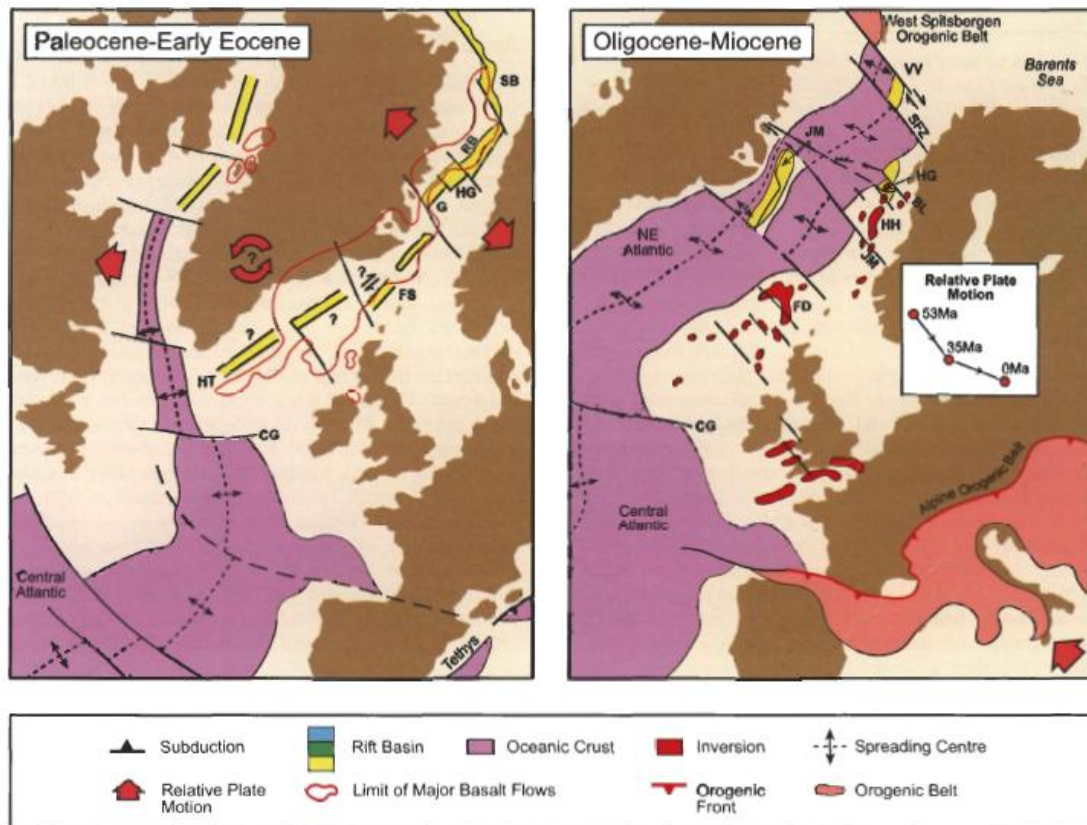 Paleocene-Early Eocene
SB
RB
HG
G
?
?
FS
?
?
HT
CG
Central
Atlantic
Tethys
Oligocene-Miocene
West Spitsbergen
Orogenic Belt
VV
Barents
Sea
SFZ
JM
HG
BL
HH
NE
Atlantic
JM
FD
Relative Plate
Motion
53Ma
35Ma
0Ma
CG
Central
Atlantic
Alpine Orogenic Belt
Subduction
Rift Basin
Oceanic Crust
Inversion
Spreading Centre
Relative Plate
Motion
Limit of Major Basalt Flows
Orogenic
Front
Orogenic Belt